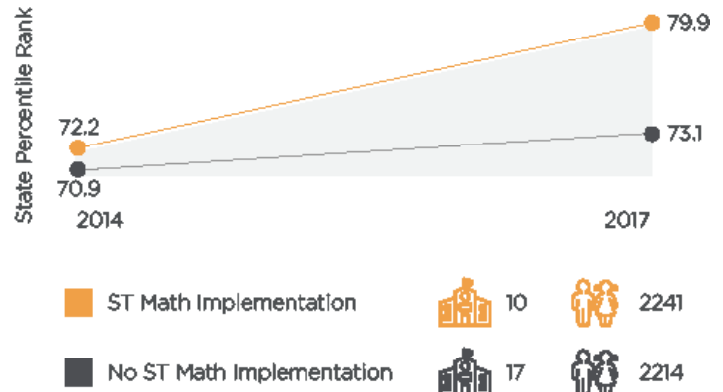 State Percentile Rank
79.9
72.2
73.1
70.9
2014
2017
ST Math Implementation 10 2241
No ST Math Implementation 17 2214